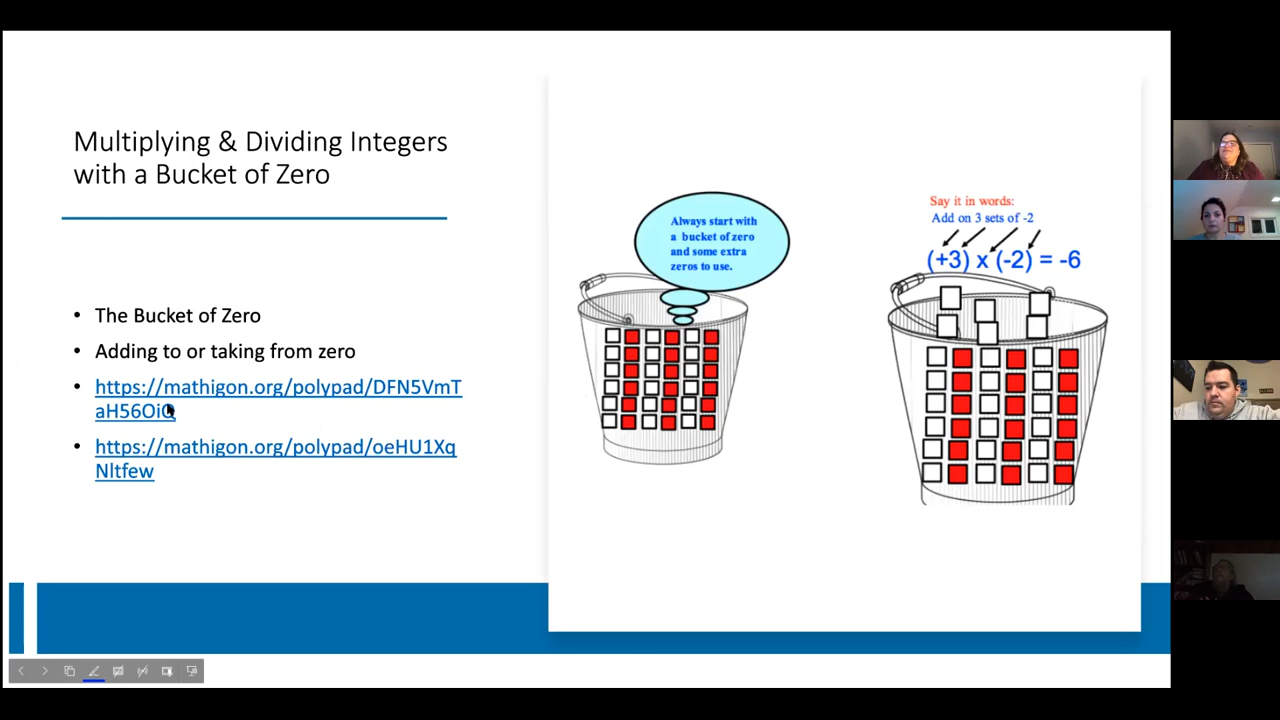 Multiplying & Dividing Integers
with a Bucket of Zero
• The Bucket of Zero
• Adding to or taking from zero
• https://mathigon.org/polypad/DFN5VmT
aH56OiQ
• https://mathigon.org/polypad/oeHU1Xq
Nltfew
Always start with
a bucket of zero
and some extra
zeros to use.
Say it in words:
Add on 3 sets of -2
(+3) x (-2) = -6